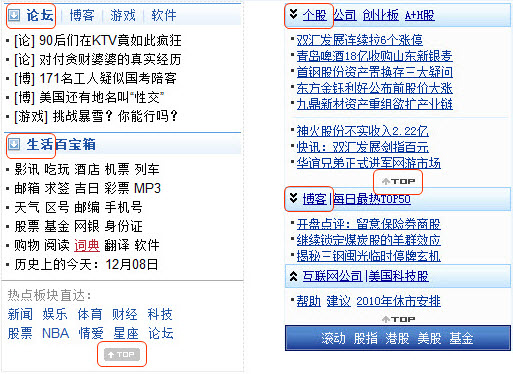 论坛 | 博客 | 游戏 | 软件
• [论] 90后们在KTV竟如此疯狂
• [论] 对付贪财婆婆的真实经历
• [博] 171名工人疑似国考陪客
• [博] 美国还有地名叫“性交”
• [游戏] 挑战暴雪？你能行吗？
生活百宝箱
• 影讯 吃玩 酒店 机票 列车
• 邮箱 求签 吉日 彩票 MP3
• 天气 区号 邮编 手机号
• 股票 基金 网银 身份证
• 购物 阅读 词典 翻译 软件
• 历史上的今天：12月08日
热点板块直达：
新闻 娱乐 体育 财经 科技
股票 NBA 情爱 星座 论坛
TOP
个股 公司 创业板 A+H股
• 双汇发展连续拉6个涨停
• 青岛啤酒18亿收购山东新银麦
• 首钢股份资产置换存三大疑问
• 东方金钰利好公布前股价大涨
• 九鼎新材资产重组欲扩产业链
• 神火股份不实收入2.22亿
• 快讯：双汇发展剑指百元
• 华谊兄弟正式进军网游市场
TOP
博客 | 每日最热TOP50
• 开盘点评：留意保险券商股
• 继续锁定煤炭股的羊群效应
• 揭秘三钢闽光临时停牌玄机
互联网公司 | 美国科技股
• 帮助 建议 2010年休市安排
滚动 股指 港股 美股 基金